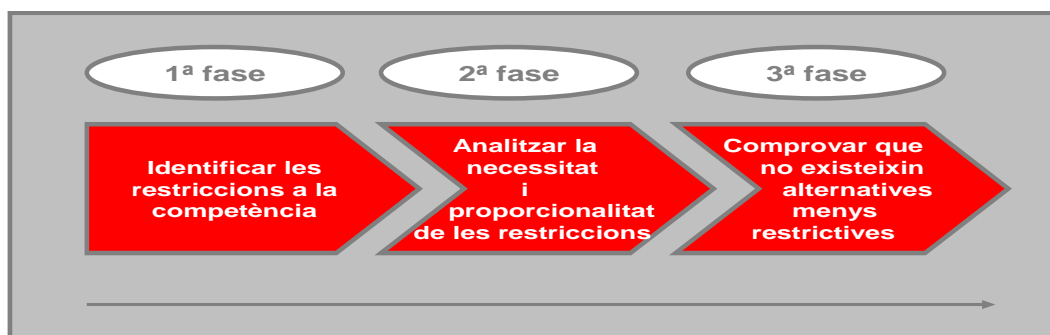 1ª fase
2ª fase
3ª fase
Identificar les
restriccions a la
competència
Analitzar la
necessitat
i
proporcionalitat
de les restriccions
Comprovar que
no existeixin
alternatives
menys
restrictives